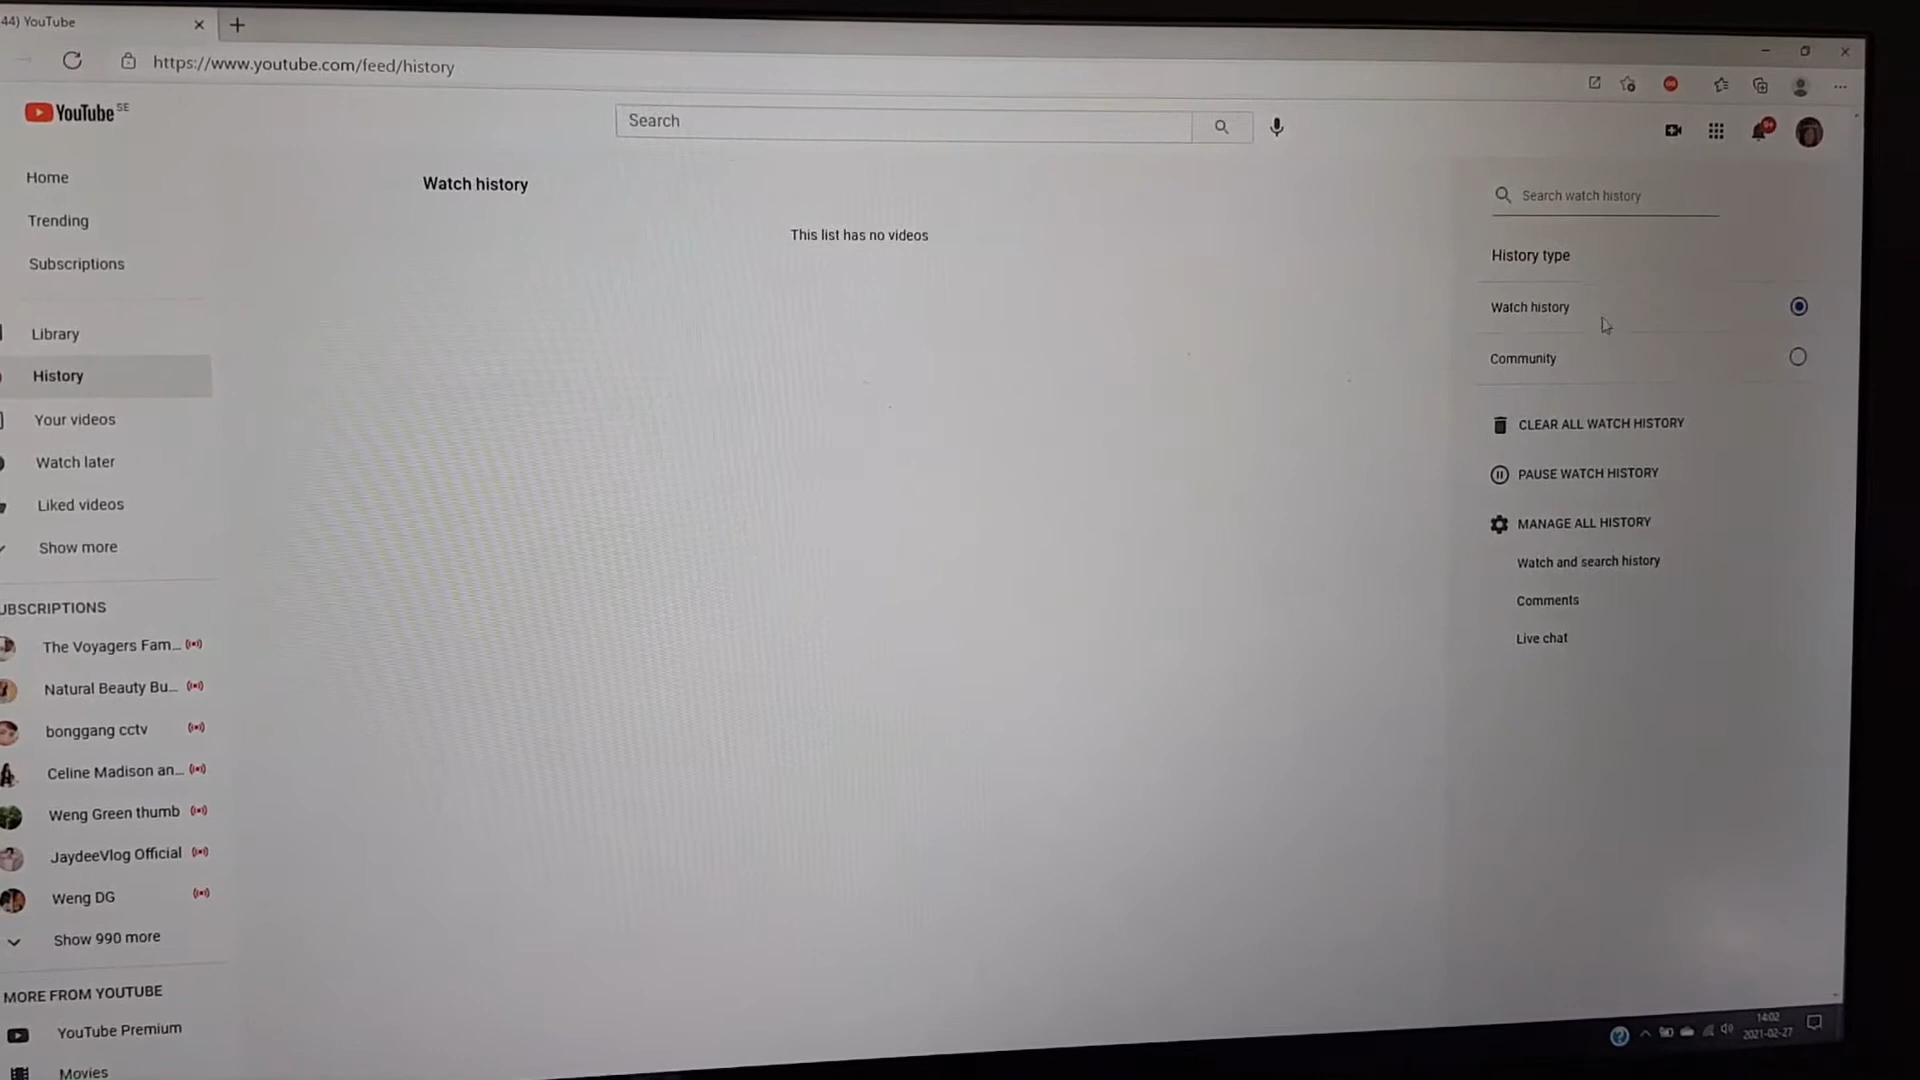 44) YouTube
https://www.youtube.com/feed/history
YouTube SE
Search
9+
Home
Trending
Subscriptions
Library
History
Your videos
Watch later
Liked videos
Show more
UBSCRIPTIONS
The Voyagers Fam...
Natural Beauty Bu...
bonggang cctv
Celine Madison an...
Weng Green thumb
JaydeeVlog Official
Weng DG
Show 990 more
MORE FROM YOUTUBE
YouTube Premium
Movies
Watch history
This list has no videos
Search watch history
History type
Watch history
Community
CLEAR ALL WATCH HISTORY
PAUSE WATCH HISTORY
MANAGE ALL HISTORY
Watch and search history
Comments
Live chat
14:02
2021-02-27